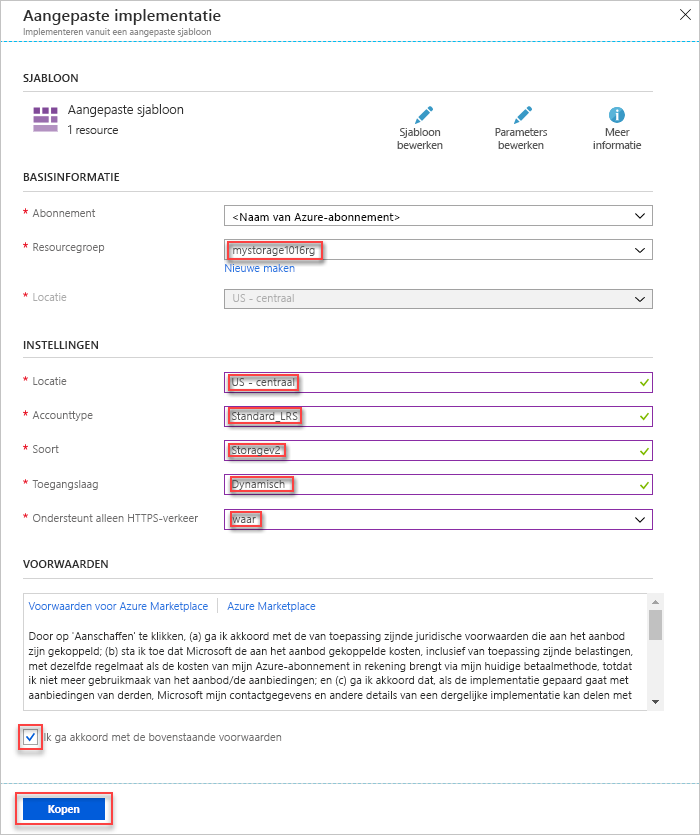 Aangepaste implementatie
Implementeren vanuit een aangepaste sjabloon
SJABLOON
Aangepaste sjabloon
1 resource
Sjabloon
bewerken
Parameters
bewerken
Meer
informatie
BASISINFORMATIE
* Abonnement
<Naam van Azure-abonnement>
* Resourcegroep
mystorage1016rg
Nieuwe maken
* Locatie
US - centraal
INSTELLINGEN
* Locatie
US - centraal
* Accounttype
Standard_LRS
* Soort
Storagev2
* Toegangslaag
Dynamisch
* Ondersteunt alleen HTTPS-verkeer
waar
VOORWAARDEN
Voorwaarden voor Azure Marketplace
Azure Marketplace
Door op 'Aanschaffen' te klikken, (a) ga ik akkoord met de van toepassing zijnde juridische voorwaarden die aan het aanbod
zijn gekoppeld; (b) sta ik toe dat Microsoft de aan het aanbod gekoppelde kosten, inclusief van toepassing zijnde belastingen,
met dezelfde regelmaat als de kosten van mijn Azure-abonnement in rekening brengt via mijn huidige betaalmethode, totdat
ik niet meer gebruikmaak van het aanbod/de aanbiedingen; en (c) ga ik akkoord dat, als de implementatie gepaard gaat met
aanbiedingen van derden, Microsoft mijn contactgegevens en andere details van een dergelijke implementatie kan delen met
Ik ga akkoord met de bovenstaande voorwaarden
Kopen